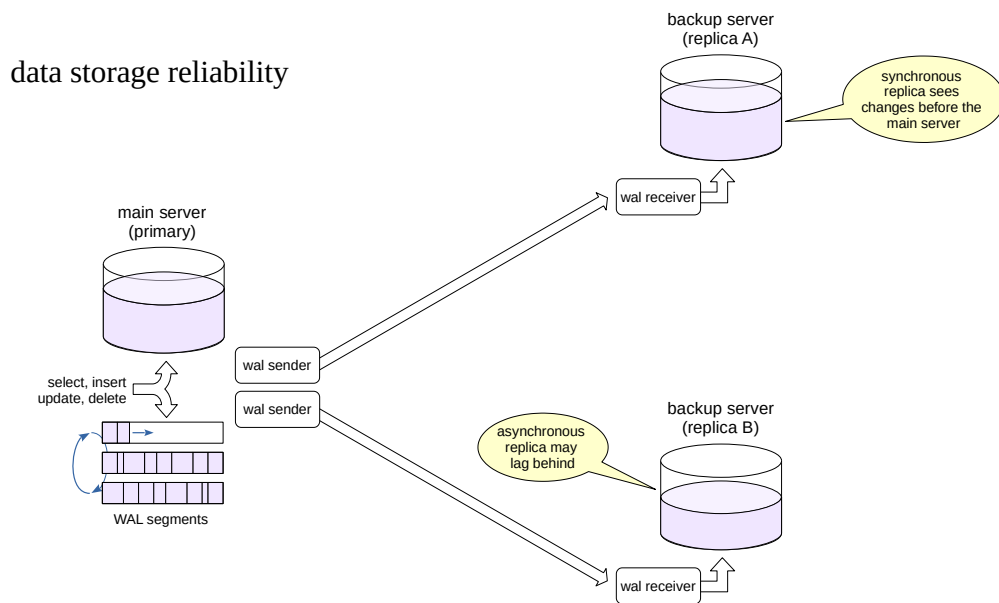 data storage reliability
backup server
(replica A)
synchronous
replica sees
changes before the
main server
wal receiver
main server
(primary)
wal sender
select, insert
update, delete
wal sender
WAL segments
backup server
(replica B)
asynchronous
replica may
lag behind
wal receiver